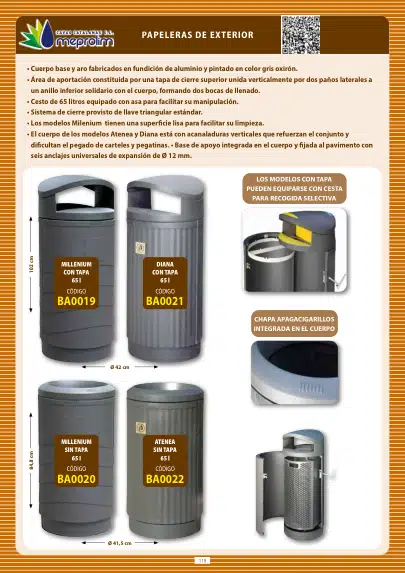 CUPAS CATALANAS S.L.
meprolim
PAPELERAS DE EXTERIOR
• Cuerpo base y aro fabricados en fundición de aluminio y pintado en color gris oxirón.
• Área de aportación constituida por una tapa de cierre superior unida verticalmente por dos paños laterales a
un anillo inferior solidario con el cuerpo, formando dos bocas de llenado.
• Cesto de 65 litros equipado con asa para facilitar su manipulación.
• Sistema de cierre provisto de llave triangular estándar.
• Los modelos Milenium tienen una superficie lisa para facilitar su limpieza.
• El cuerpo de los modelos Atenea y Diana está con acanaladuras verticales que refuerzan el conjunto y
dificultan el pegado de carteles y pegatinas. • Base de apoyo integrada en el cuerpo y fijada al pavimento con
seis anclajes universales de expansión de Ø 12 mm.
LOS MODELOS CON TAPA
PUEDEN EQUIPARSE CON CESTA
PARA RECOGIDA SELECTIVA
102 cm
MILLENIUM
CON TAPA
65 l
CÓDIGO
BA0019
DIANA
CON TAPA
65 l
CÓDIGO
BA0021
Ø 42 cm
CHAPA APAGACIGARILLOS
INTEGRADA EN EL CUERPO
84,8 cm
MILLENIUM
SIN TAPA
65 l
CÓDIGO
BA0020
ATENEA
SIN TAPA
65 l
CÓDIGO
BA0022
Ø 41,5 cm
118